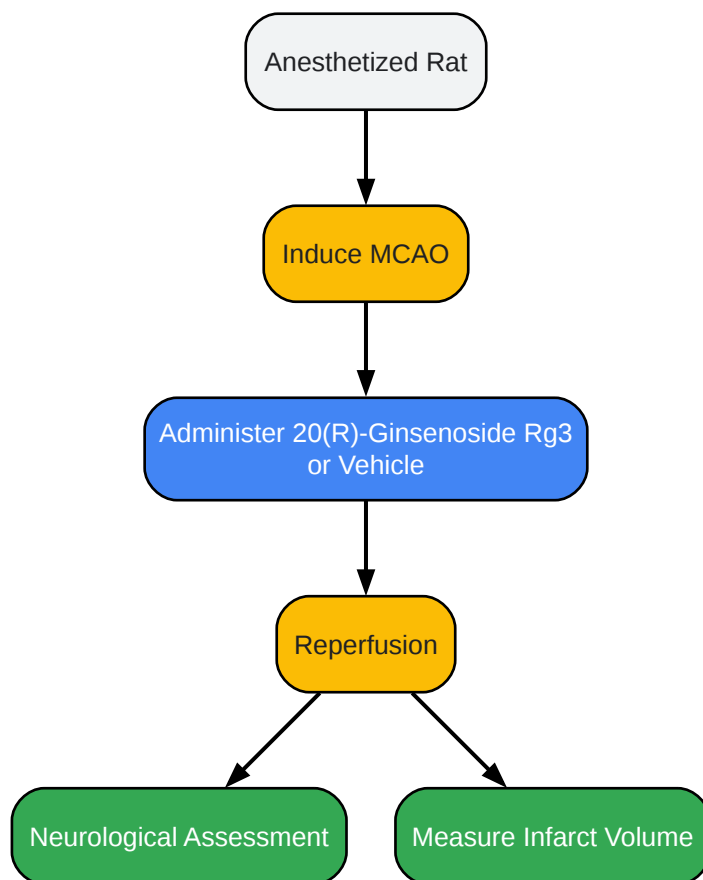 Anesthetized Rat
Induce MCAO
Administer 20(R)-Ginsenoside Rg3
or Vehicle
Reperfusion
Neurological Assessment
Measure Infarct Volume